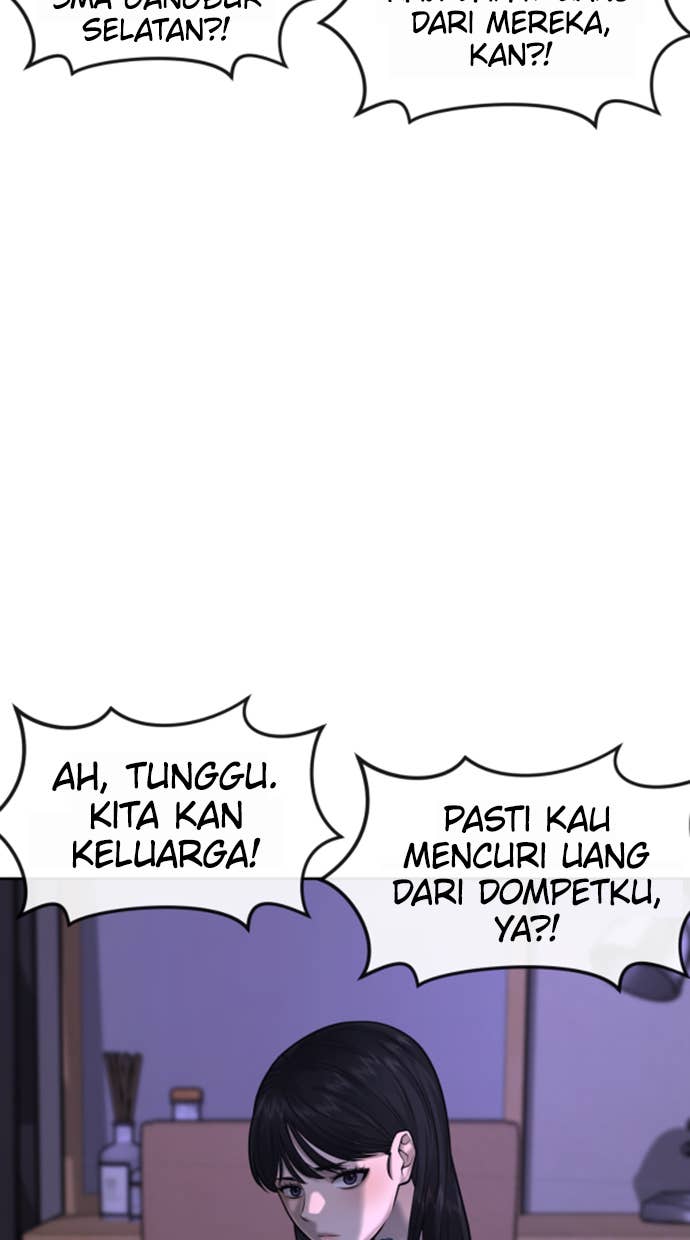 SELATAN?!
DARI MEREKA,
KAN?!
AH, TUNGGU.
KITA KAN
KELUARGA!
PASTI KAU
MENCURI UANG
DARI DOMPETKU,
YA?!